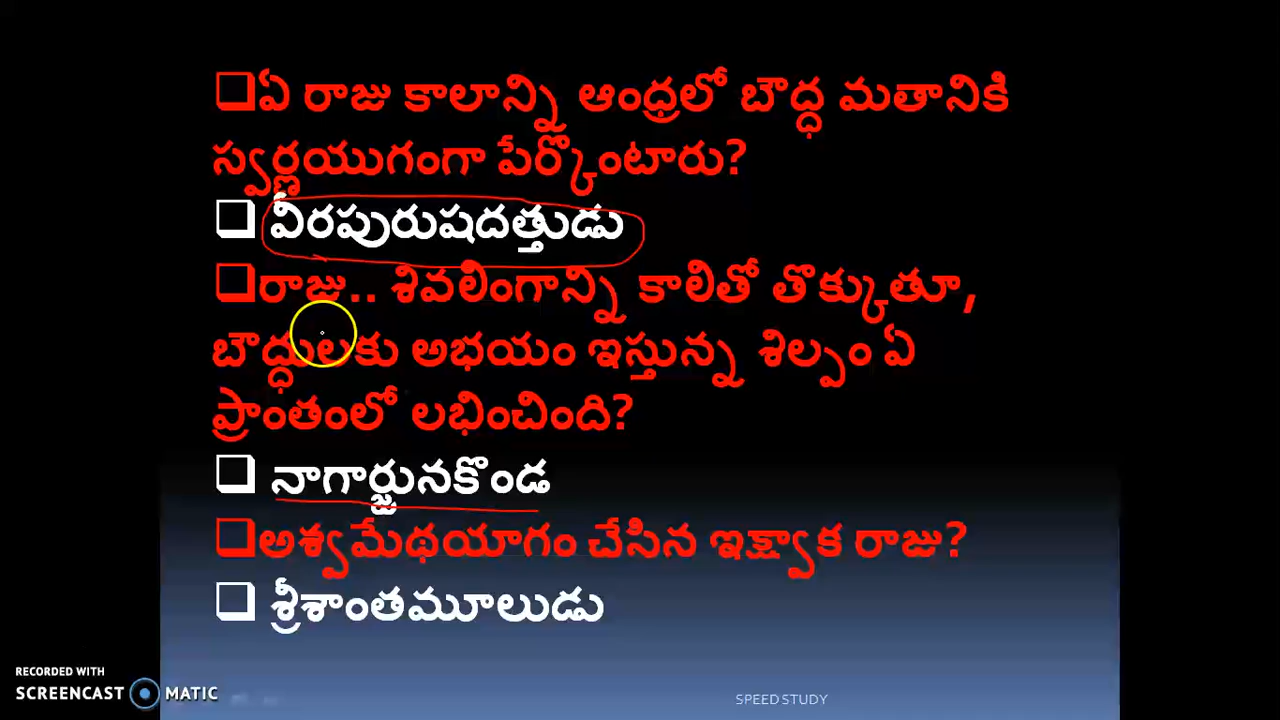 ఏ రాజు కాలాన్ని ఆంధ్రలో బౌద్ధ మతానికి
స్వర్ణయుగంగా పేర్కొంటారు?
వీరపురుషదత్తుడు
రాజు.. శివలింగాన్ని కాలితో తొక్కుతూ,
బౌద్ధులకు అభయం ఇస్తున్న శిల్పం ఏ
ప్రాంతంలో లభించింది?
నాగార్జునకొండ
అశ్వమేథయాగం చేసిన ఇక్ష్వాక రాజు?
శ్రీశాంతమూలుడు
RECORDED WITH
SCREENCAST MATIC
SPEED STUDY